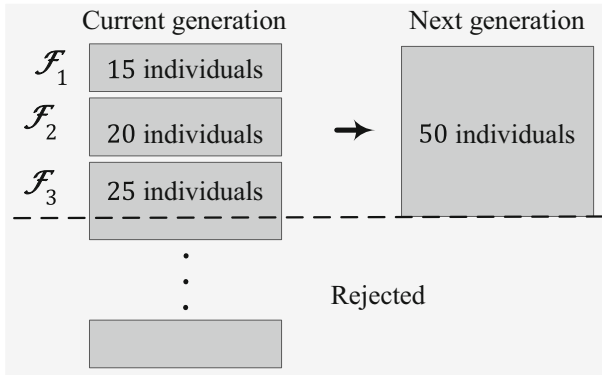 Current generation
Next generation
ℱ1 15 individuals
ℱ2 20 individuals
50 individuals
ℱ3 25 individuals
Rejected